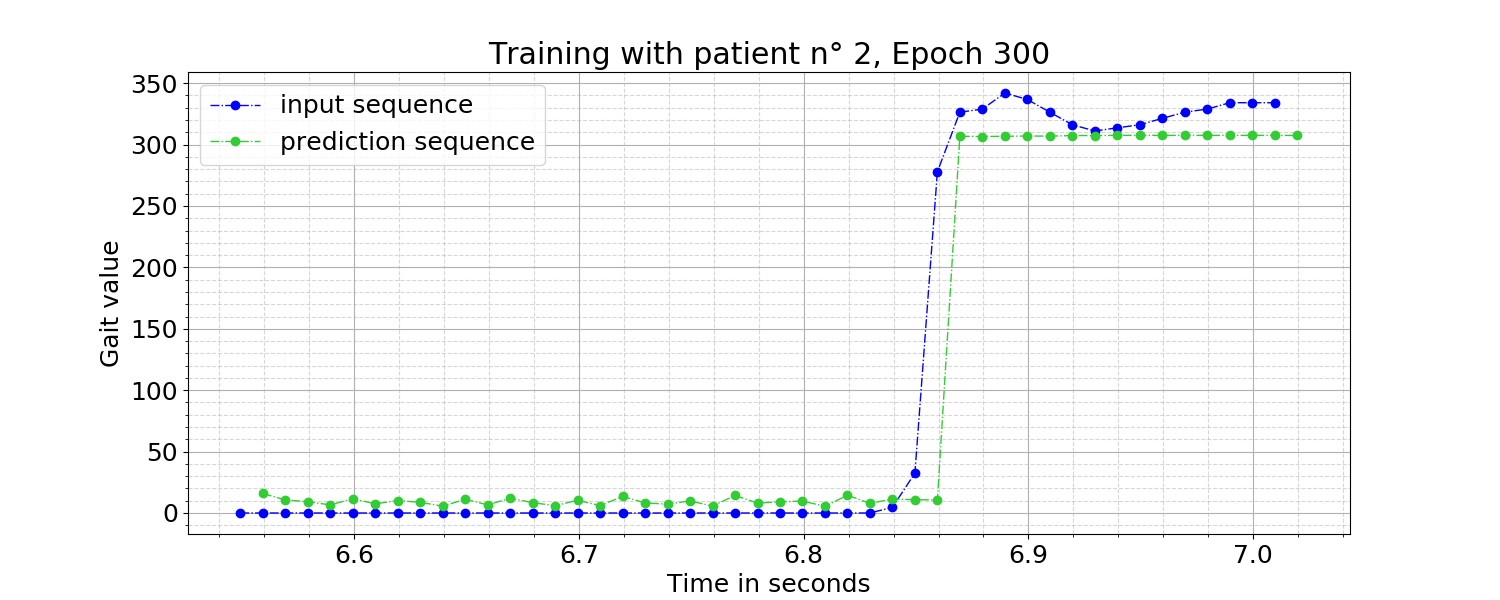 Training with patient n° 2, Epoch 300
input sequence
prediction sequence
350
300
250
200
150
100
50
0
Gait value
6.6 6.7 6.8 6.9 7.0
Time in seconds